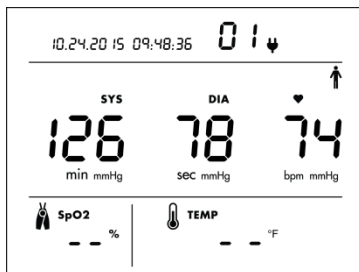 10.24.2015 09:48:36 01
SYS DIA
126 78 74
min mmHg sec mmHg bpm mmHg
SpO2 TEMP
-- % -- °F